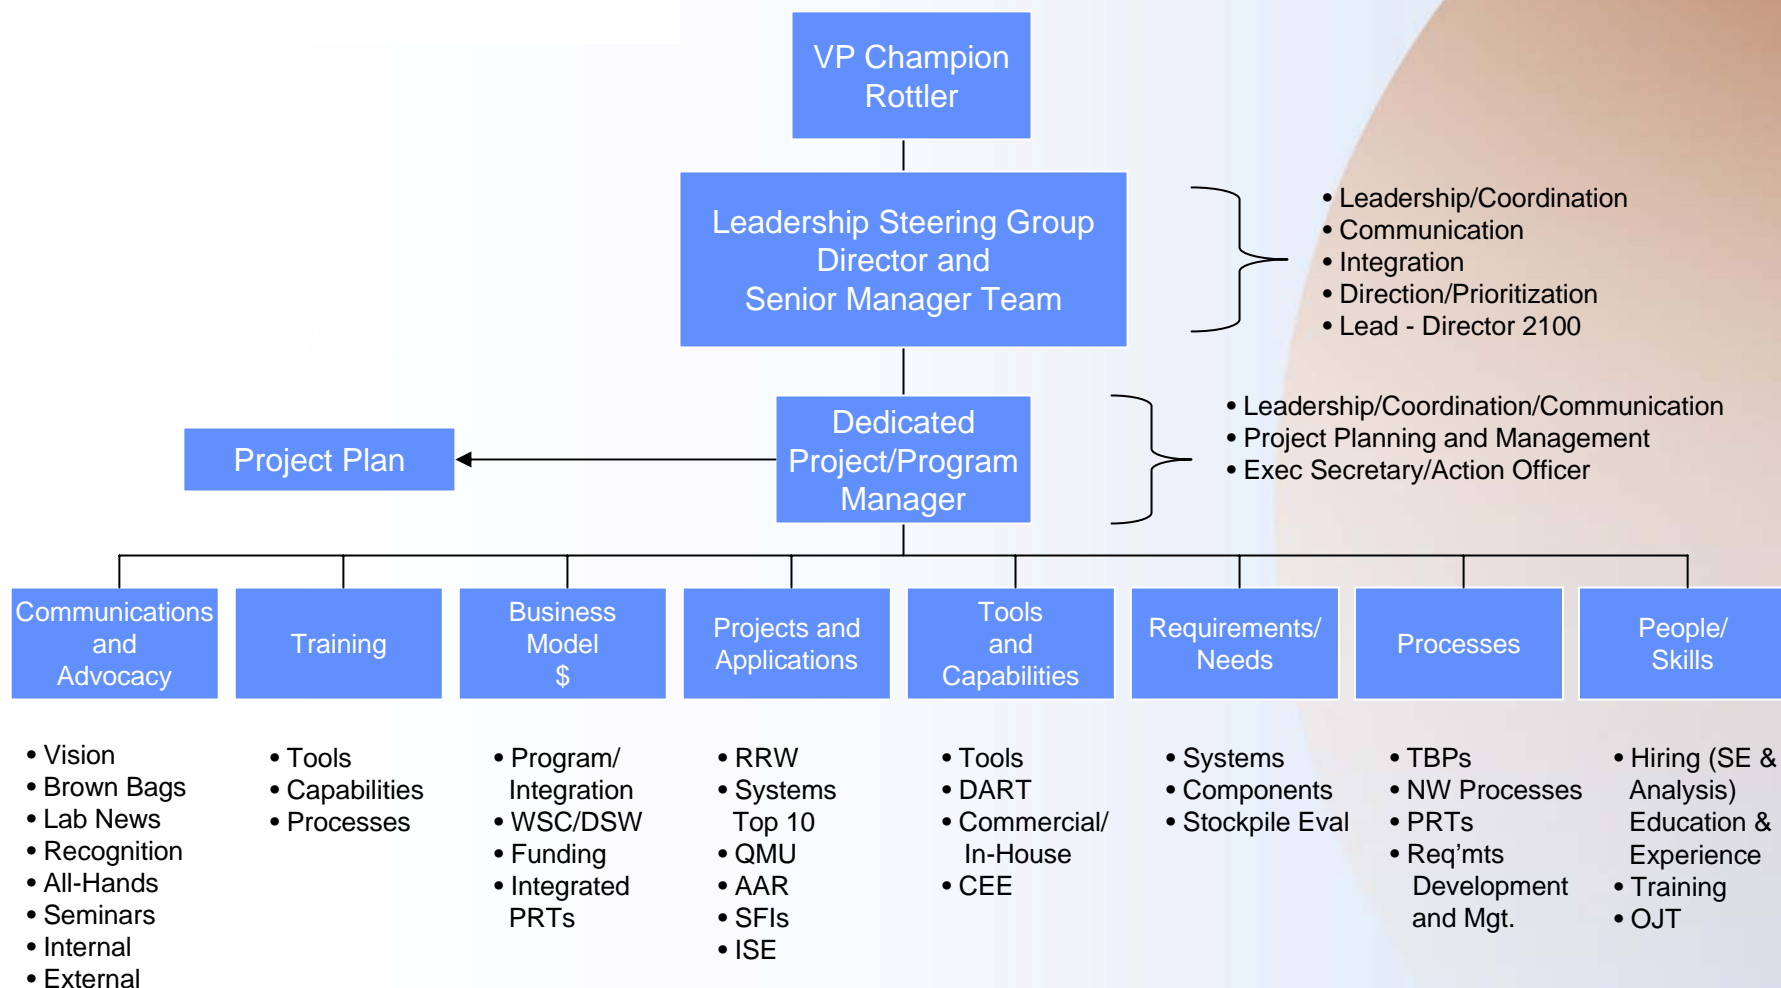 VP Champion
Rottler
Leadership Steering Group
Director and
Senior Manager Team
• Leadership/Coordination
• Communication
• Integration
• Direction/Prioritization
• Lead - Director 2100
Project Plan
Dedicated
Project/Program
Manager
• Leadership/Coordination/Communication
• Project Planning and Management
• Exec Secretary/Action Officer
Communications
and
Advocacy
Training
Business
Model
$
Projects and
Applications
Tools
and
Capabilities
Requirements/
Needs
Processes
People/
Skills
• Vision
• Brown Bags
• Lab News
• Recognition
• All-Hands
• Seminars
• Internal
• External
• Tools
• Capabilities
• Processes
• Program/
Integration
• WSC/DSW
• Funding
• Integrated
PRTs
• RRW
• Systems
Top 10
• QMU
• AAR
• SFIs
• ISE
• Tools
• DART
• Commercial/
In-House
• CEE
• Systems
• Components
• Stockpile Eval
• TBPs
• NW Processes
• PRTs
• Req’mts
Development
and Mgt.
• Hiring (SE &
Analysis)
Education &
Experience
• Training
• OJT